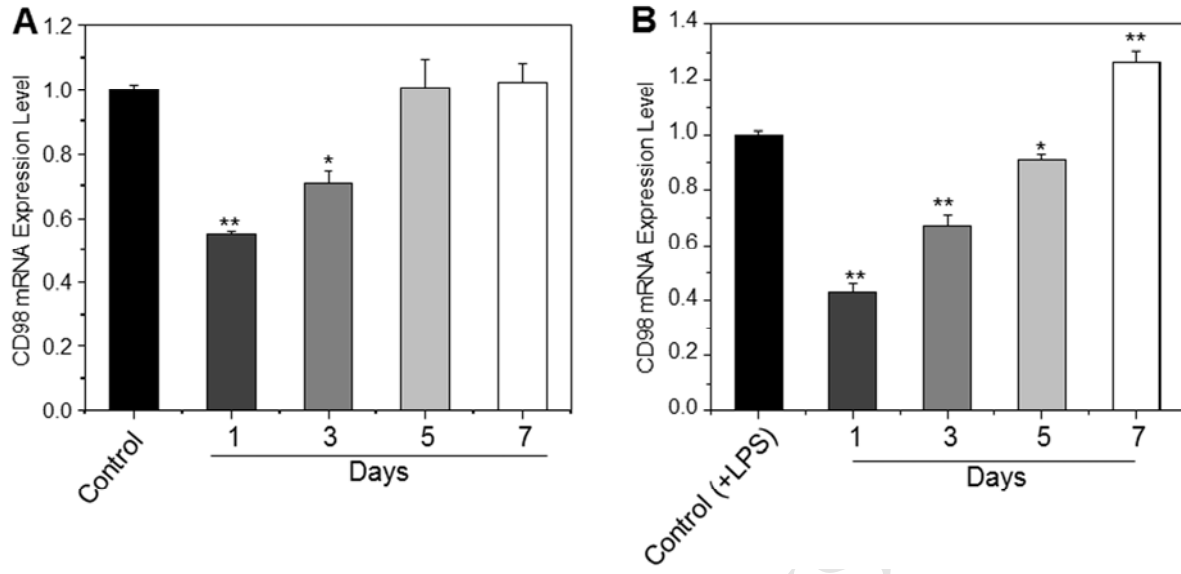 A
CD98 mRNA Expression Level
1.2
1.0
0.8
0.6
0.4
0.2
0.0
**
*
Control
1 3 5 7
Days
B
CD98 mRNA Expression Level
1.4
1.2
1.0
0.8
0.6
0.4
0.2
0.0
**
**
*
**
Control (+LPS)
1 3 5 7
Days